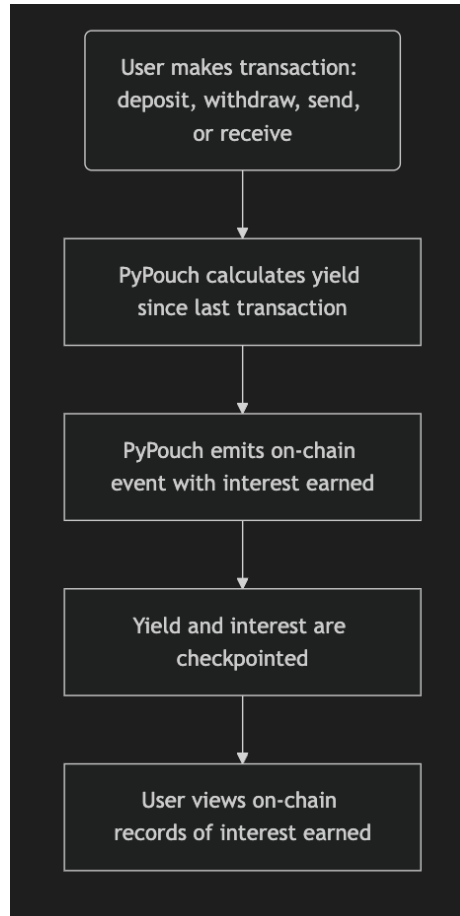 User makes transaction:
deposit, withdraw, send,
or receive
PyPouch calculates yield
since last transaction
PyPouch emits on-chain
event with interest earned
Yield and interest are
checkpointed
User views on-chain
records of interest earned